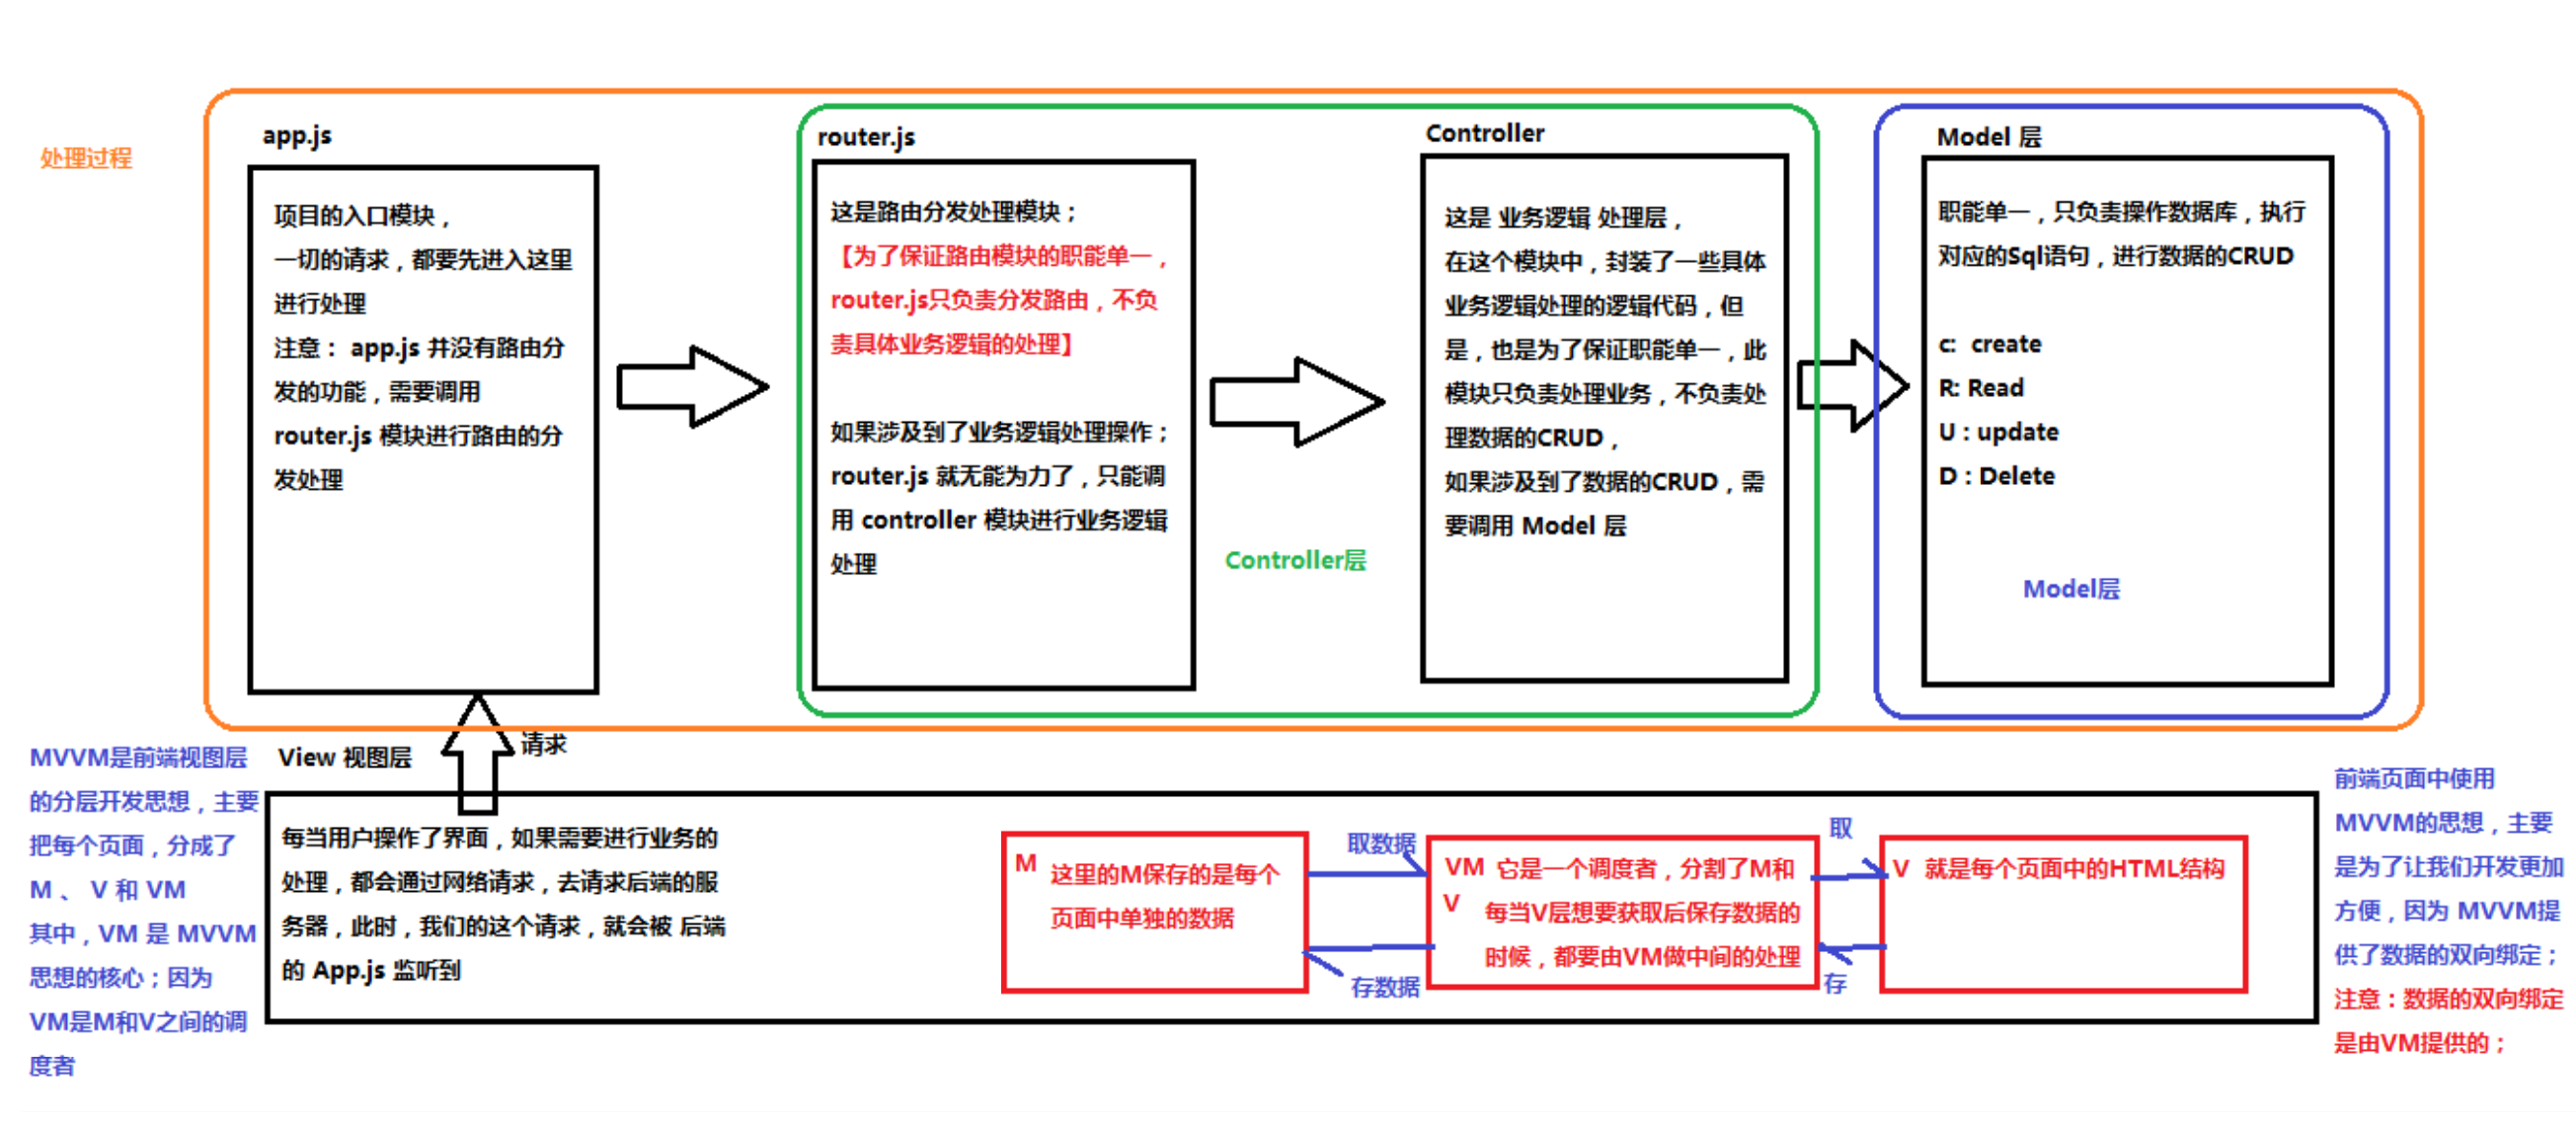 处理过程
app.js
项目的入口模块，
一切的请求，都要先进入这里
进行处理
注意： app.js 并没有路由分
发的功能，需要调用
router.js 模块进行路由的分
发处理
router.js
这是路由分发处理模块；
【为了保证路由模块的职能单一，
router.js只负责分发路由，不负
责具体业务逻辑的处理】
如果涉及到了业务逻辑处理操作；
router.js 就无能为力了，只能调
用 controller 模块进行业务逻辑
处理
Controller层
Controller
这是 业务逻辑 处理层，
在这个模块中，封装了一些具体
业务逻辑处理的逻辑代码，但
是，也是为了保证职能单一，此
模块只负责处理业务，不负责处
理数据的CRUD，
如果涉及到了数据的CRUD，需
要调用 Model 层
Model 层
职能单一，只负责操作数据库，执行
对应的Sql语句，进行数据的CRUD
c: create
R: Read
U : update
D : Delete
Model层
MVVM是前端视图层
的分层开发思想，主要
把每个页面，分成了
M 、 V 和 VM
其中，VM 是 MVVM
思想的核心；因为
VM是M和V之间的调
度者
View 视图层
请求
每当用户操作了界面，如果需要进行业务的
处理，都会通过网络请求，去请求后端的服
务器，此时，我们的这个请求，就会被 后端
的 App.js 监听到
M 这里的M保存的是每个
页面中单独的数据
取数据
存数据
VM 它是一个调度者，分割了M和
V 每当V层想要获取后保存数据的
时候，都要由VM做中间的处理
取
存
V 就是每个页面中的HTML结构
前端页面中使用
MVVM的思想，主要
是为了让我们开发更加
方便，因为 MVVM提
供了数据的双向绑定；
注意：数据的双向绑定
是由VM提供的；